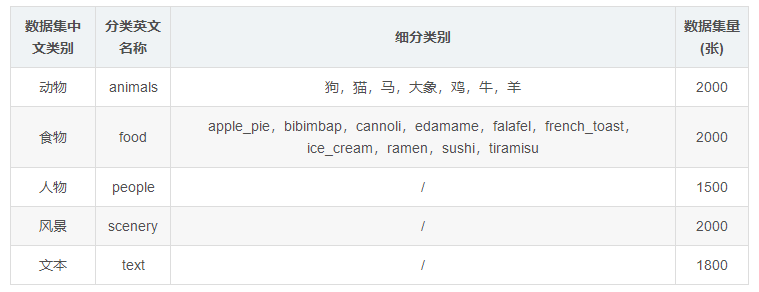 数据集中文类别 分类英文名称 细分类别 数据集量(张)
动物 animals 狗，猫，马，大象，鸡，牛，羊 2000
食物 food apple_pie，bibimbap，cannoli，edamame，falafel，french_toast，
ice_cream，ramen，sushi，tiramisu 2000
人物 people / 1500
风景 scenery / 2000
文本 text / 1800